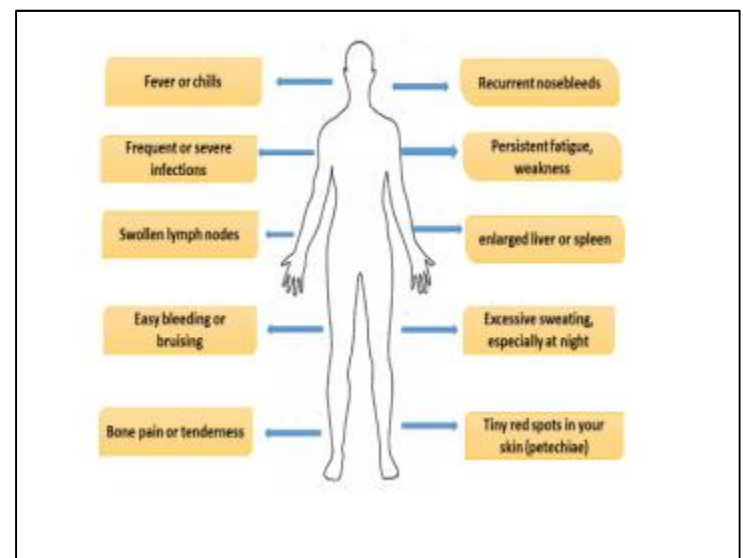 Fever or chills
Recurrent nosebleeds
Frequent or severe
infections
Persistent fatigue,
weakness
Swollen lymph nodes
enlarged liver or spleen
Easy bleeding or
bruising
Excessive sweating,
especially at night
Bone pain or tenderness
Tiny red spots in your
skin (petechiae)